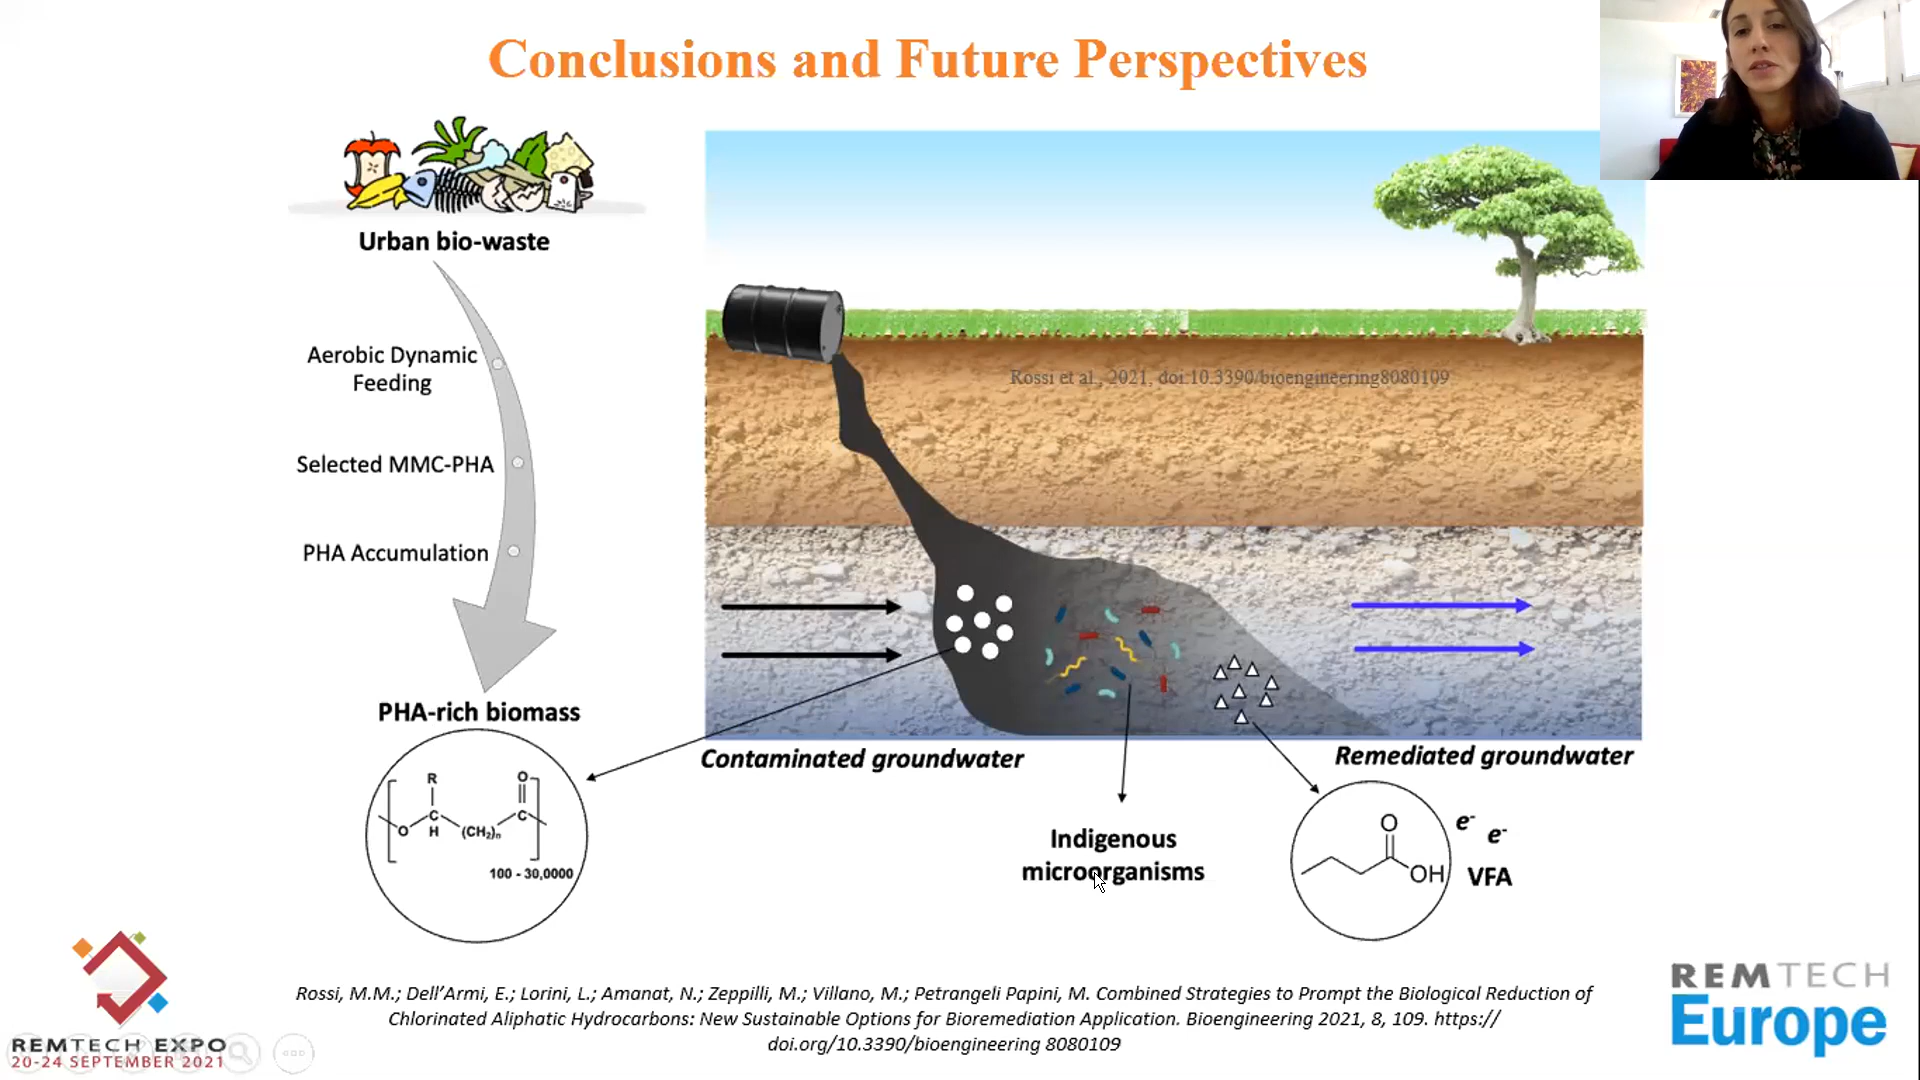 Conclusions and Future Perspectives
Urban bio-waste
Aerobic Dynamic
Feeding
Selected MMC-PHA
PHA Accumulation
PHA-rich biomass
R
O
O
C
C
H
(CH₂)ₙ
100 - 30,0000
Rossi et al., 2021, doi:10.3390/bioengineering8080109
Contaminated groundwater
Remediated groundwater
Indigenous
microorganisms
O
OH
e⁻
e⁻
VFA
Rossi, M.M.; Dell'Armi, E.; Lorini, L.; Amanat, N.; Zeppilli, M.; Villano, M.; Petrangeli Papini, M. Combined Strategies to Prompt the Biological Reduction of
Chlorinated Aliphatic Hydrocarbons: New Sustainable Options for Bioremediation Application. Bioengineering 2021, 8, 109. https://
doi.org/10.3390/bioengineering 8080109
REMTECH EXPO
20-24 SEPTEMBER 2021
REMTECH
Europe